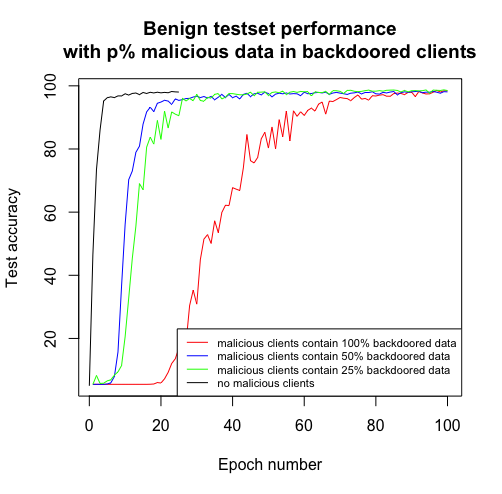 Benign testset performance
with p% malicious data in backdoored clients
Test accuracy
100
80
60
40
20
malicious clients contain 100% backdoored data
malicious clients contain 50% backdoored data
malicious clients contain 25% backdoored data
no malicious clients
0
20
40
60
80
100
Epoch number